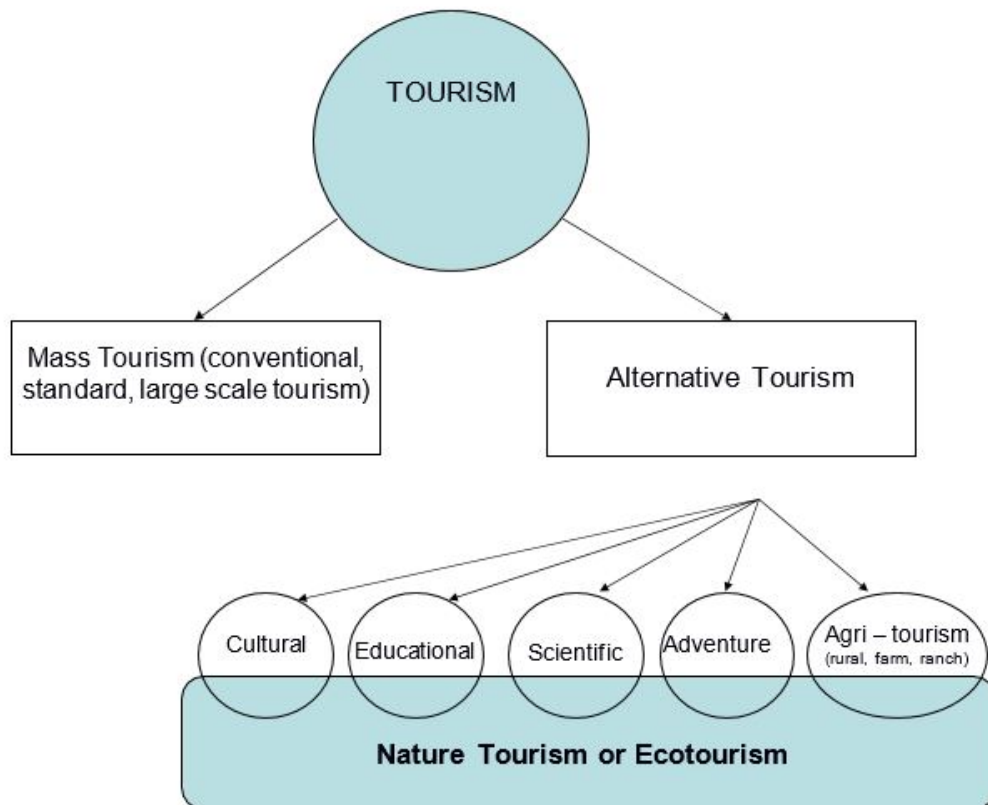 TOURISM
Mass Tourism (conventional,
standard, large scale tourism)
Alternative Tourism
Cultural
Educational
Scientific
Adventure
Agri – tourism
(rural, farm, ranch)
Nature Tourism or Ecotourism